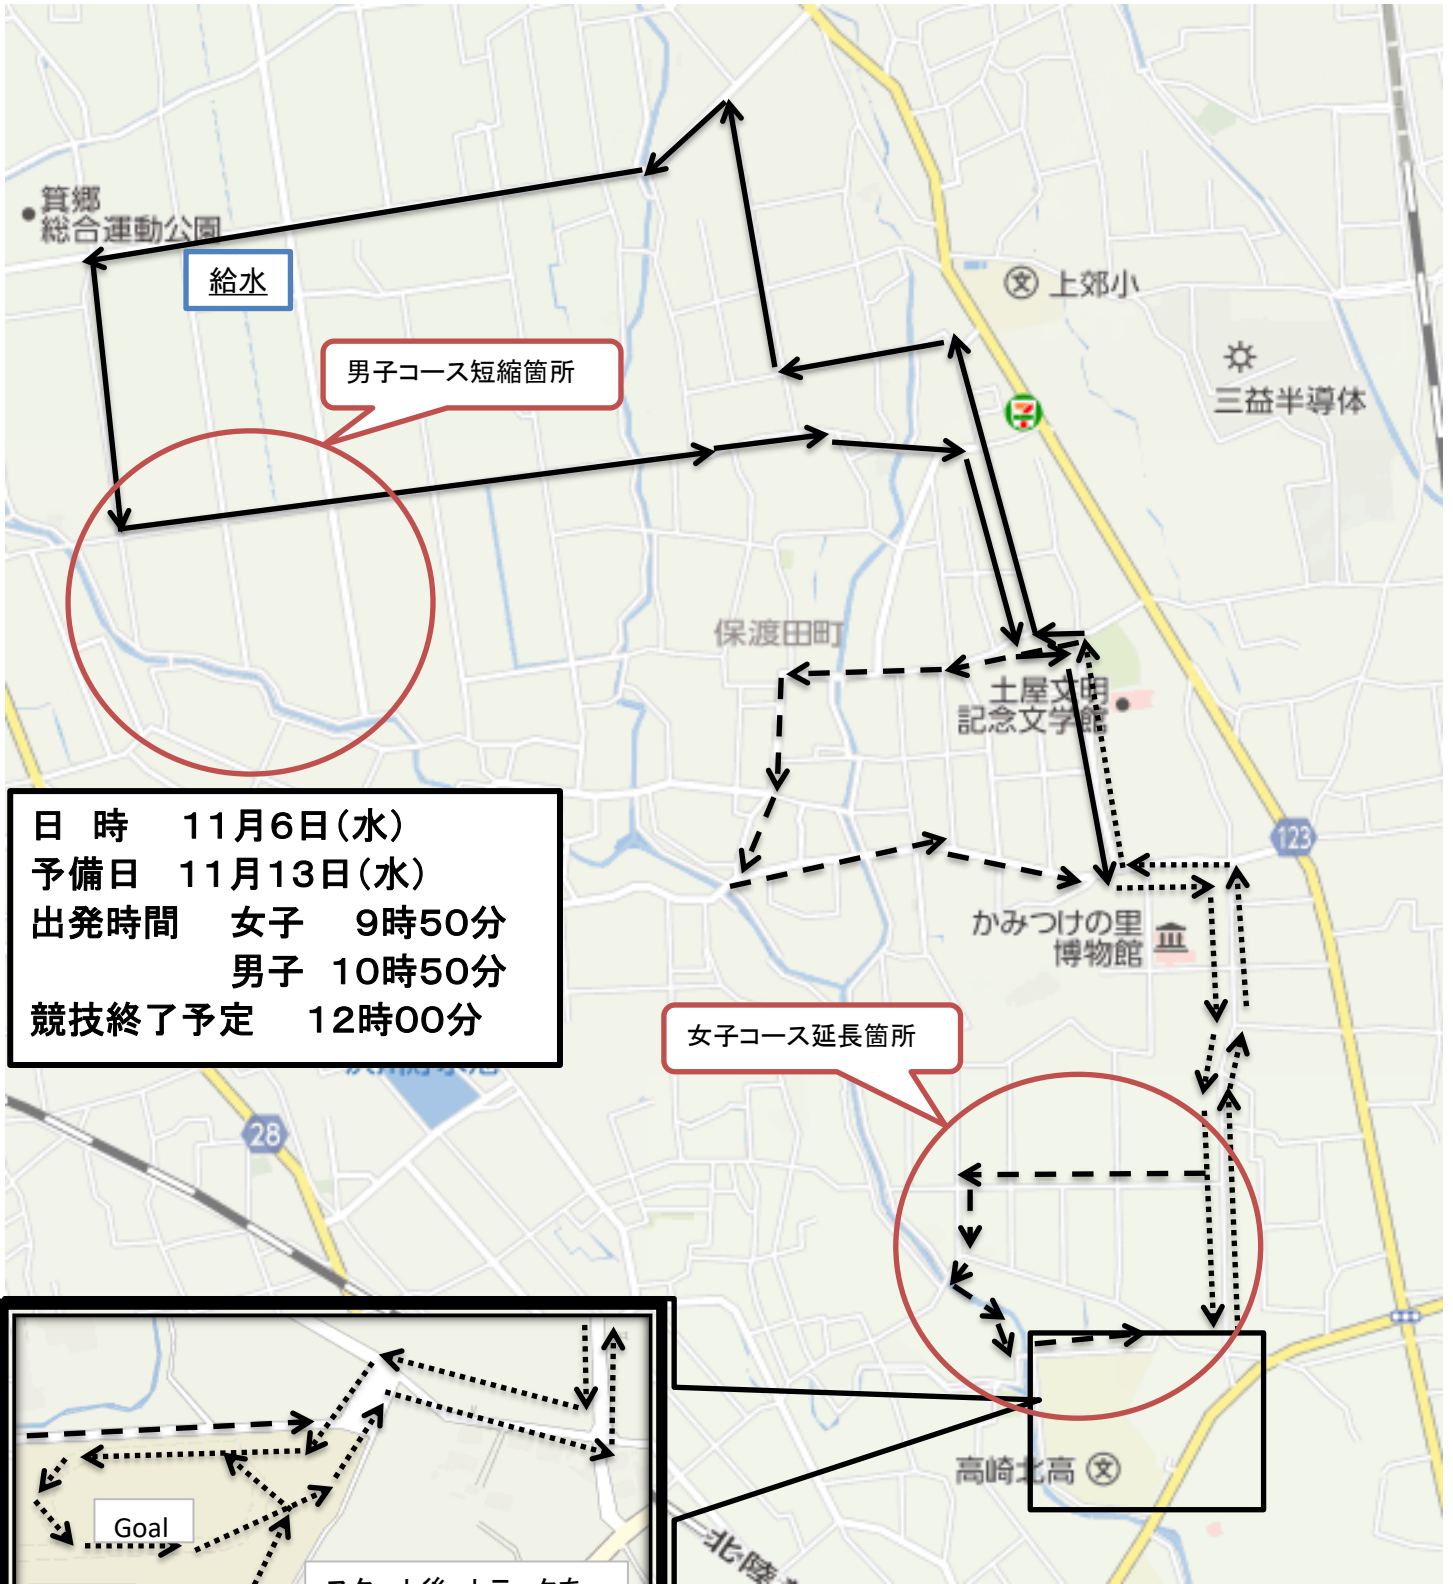 箕郷
総合運動公園
給水
上郊小
男子コース短縮箇所
三益半導体
保渡田町
土屋文明
記念文学館
日 時 11月6日(水)
予備日 11月13日(水)
出発時間 女子 9時50分
男子 10時50分
競技終了予定 12時00分
123
かみつけの里
博物館
女子コース延長箇所
28
高崎北高
Goal
北陸